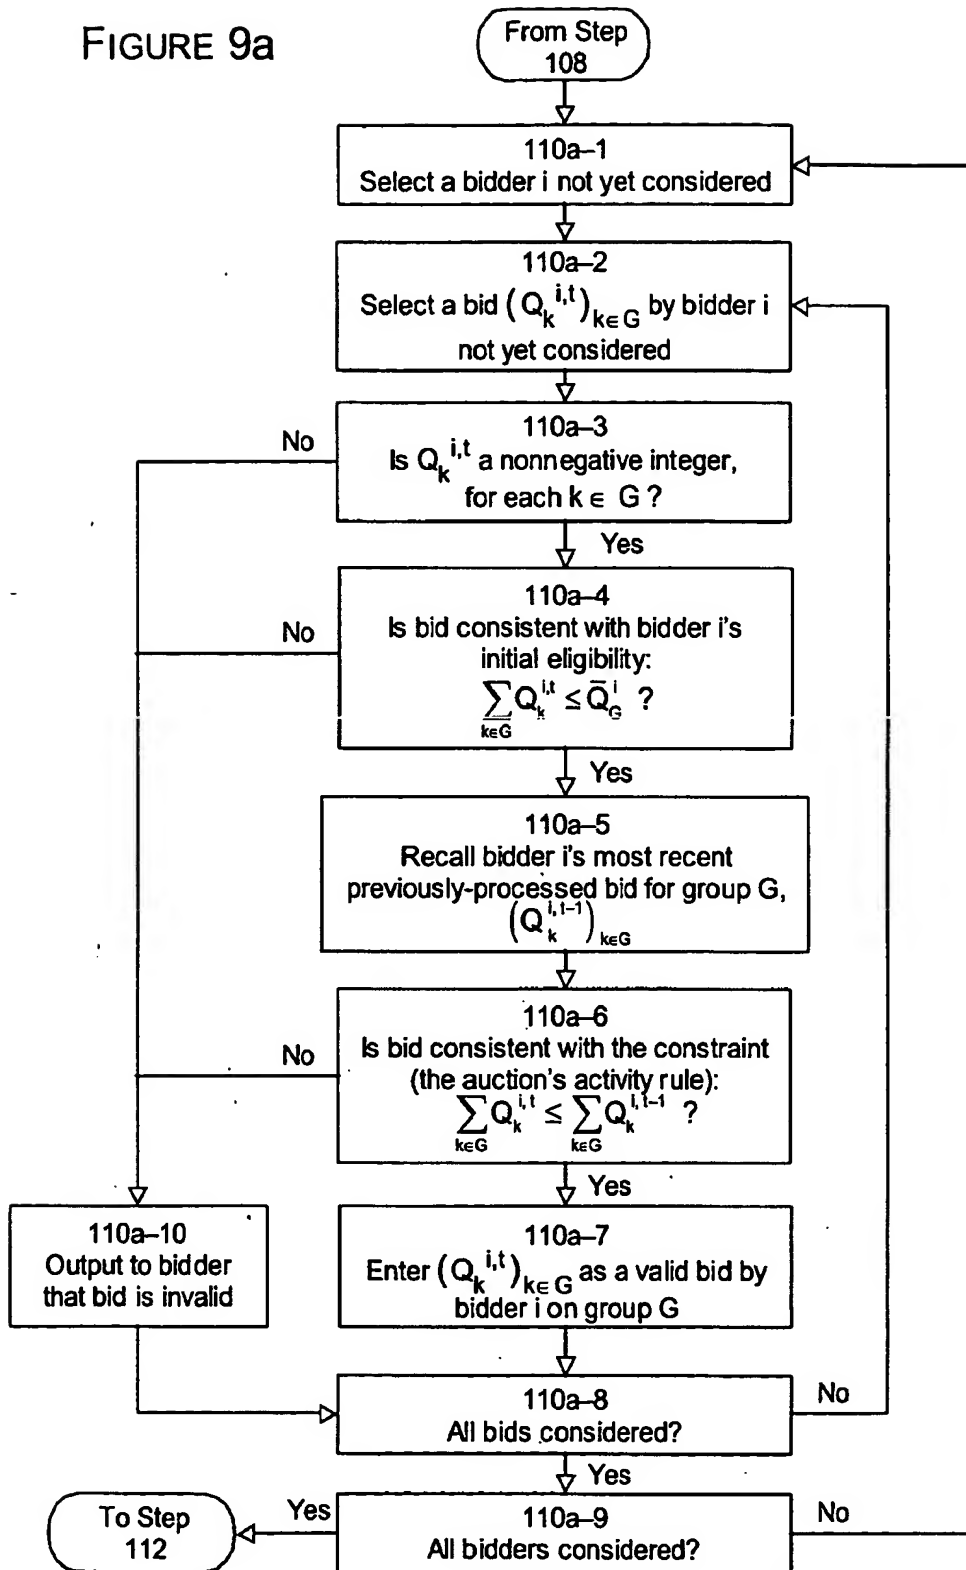 FIGURE 9a
From Step
108
110a–1
Select a bidder i not yet considered
110a–2
Select a bid (Q_k^{i,t})_{k∈G} by bidder i
not yet considered
110a–3
Is Q_k^{i,t} a nonnegative integer,
for each k ∈ G ?
No
Yes
110a–4
Is bid consistent with bidder i's
initial eligibility:
∑_{k∈G} Q_k^{i,t} ≤ Q̄_G^i ?
No
Yes
110a–5
Recall bidder i's most recent
previously-processed bid for group G,
(Q_k^{i,t−1})_{k∈G}
110a–6
Is bid consistent with the constraint
(the auction's activity rule):
∑_{k∈G} Q_k^{i,t} ≤ ∑_{k∈G} Q_k^{i,t−1} ?
No
Yes
110a–10
Output to bidder
that bid is invalid
110a–7
Enter (Q_k^{i,t})_{k∈G} as a valid bid by
bidder i on group G
110a–8
All bids considered?
No
Yes
110a–9
All bidders considered?
Yes
No
To Step
112